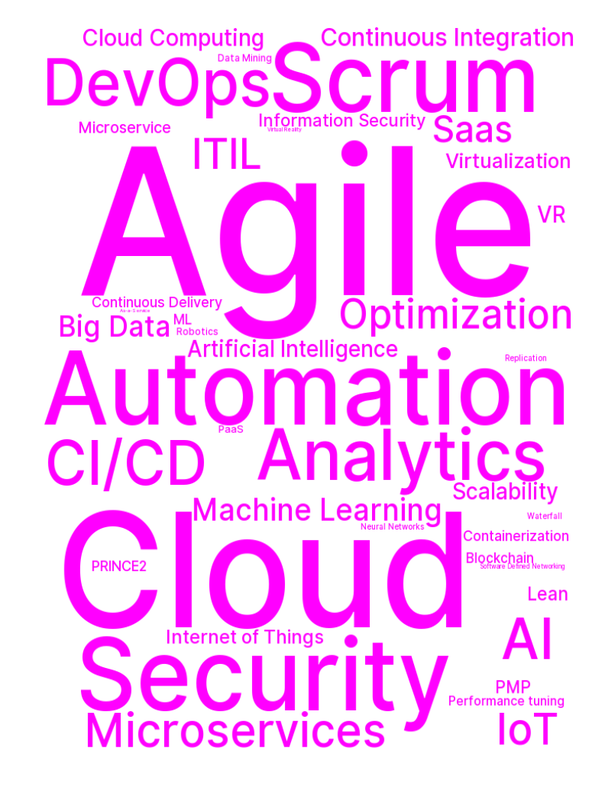 Cloud Computing
Continuous Integration
Data Mining
DevOps
Scrum
Information Security
Microservice
Virtual Reality
Saas
ITIL
Virtualization
Agile
VR
Continuous Delivery
Optimization
Big Data
ML
Robotics
Artificial Intelligence
Replication
Automation
PaaS
CI/CD
Analytics
Scalability
Machine Learning
Waterfall
Neural Networks
Cloud
Containerization
Blockchain
PRINCE2
Software Defined Networking
Lean
Internet of Things
AI
Security
PMP
Performance tuning
Microservices
IoT